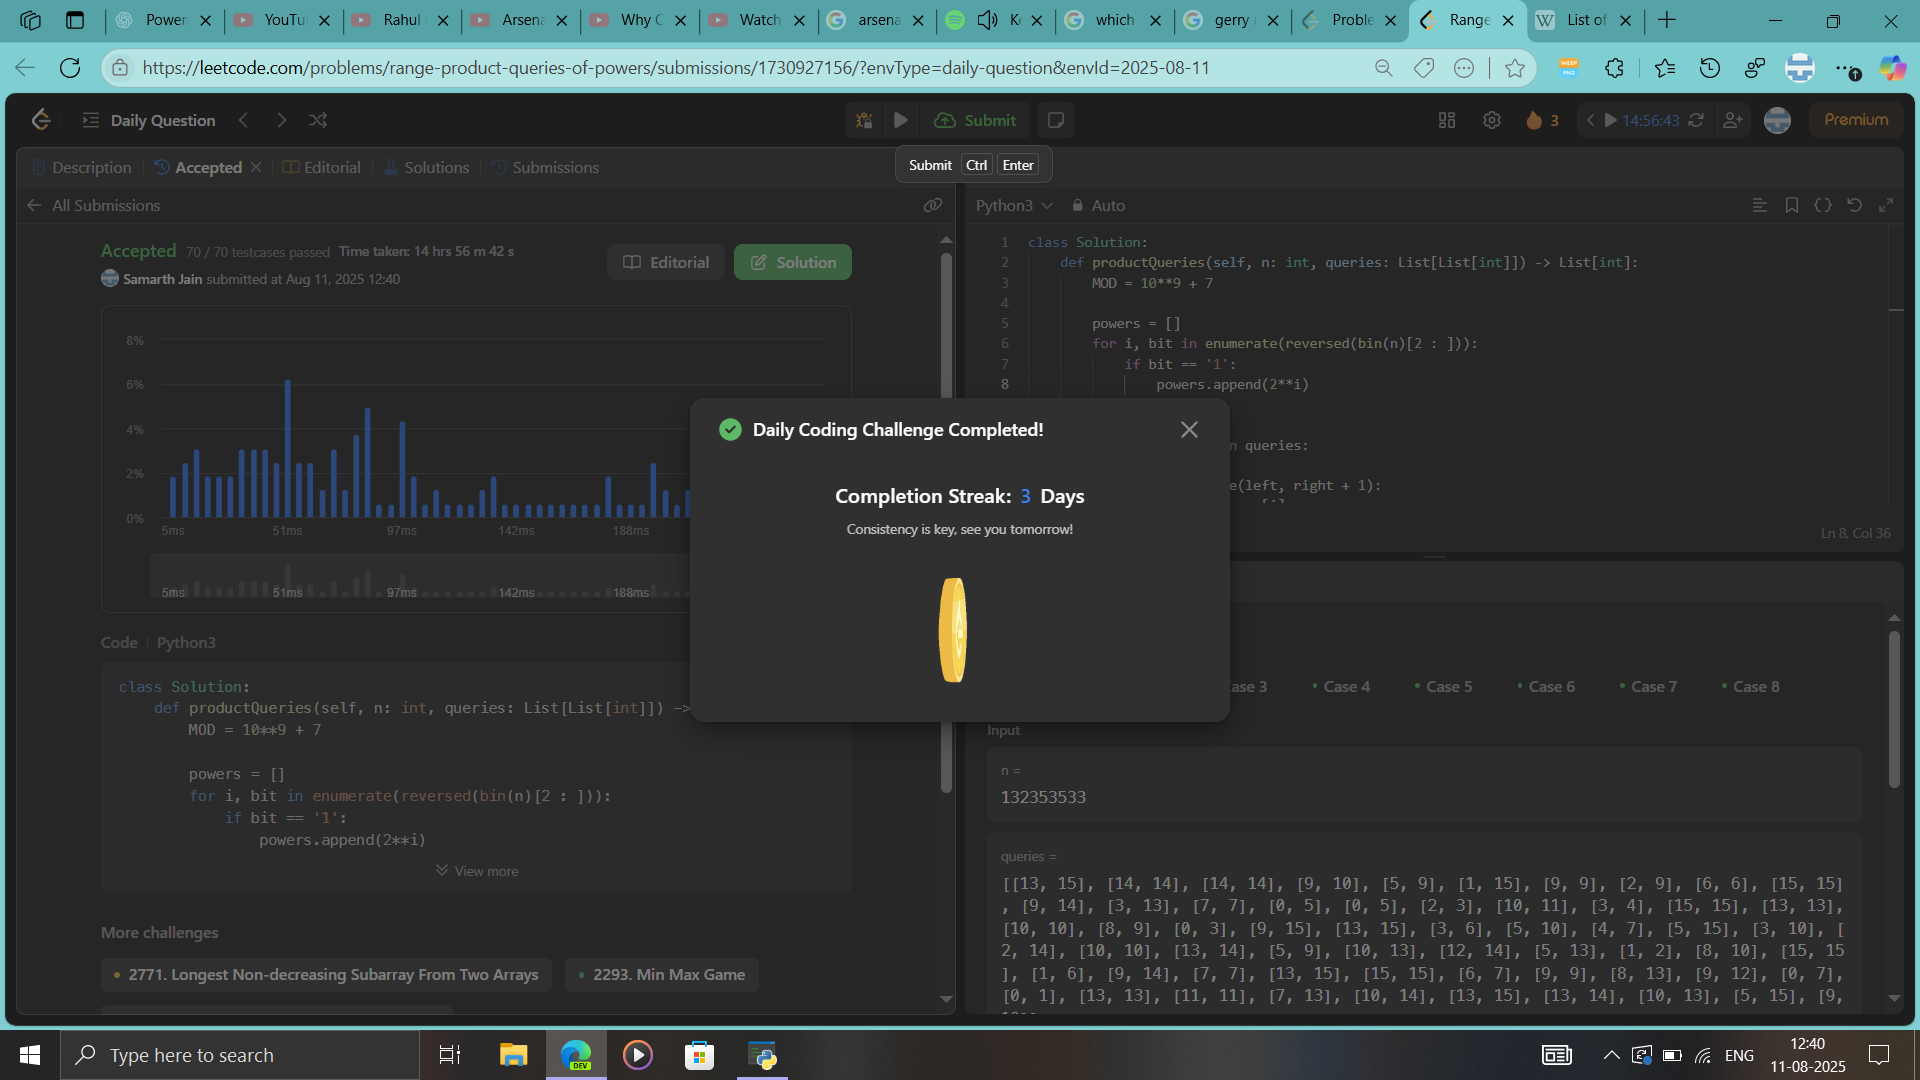 Power
YouTu
Rahul
Arsena
Why C
Watch
arsena
K
which
gerry
Proble
Range
List of
https://leetcode.com/problems/range-product-queries-of-powers/submissions/1730927156/?envType=daily-question&envId=2025-08-11
Daily Question
Submit
3
14:56:43
Premium
Description
Accepted
Editorial
Solutions
Submissions
Submit Ctrl Enter
All Submissions
Python3
Auto
Accepted 70 / 70 testcases passed Time taken: 14 hrs 56 m 42 s
Samarth Jain submitted at Aug 11, 2025 12:40
Editorial
Solution
8%
6%
4%
2%
0%
5ms 51ms 97ms 142ms 188ms
5ms 51ms 97ms 142ms 188ms
Code | Python3
class Solution:
def productQueries(self, n: int, queries: List[List[int]]) ->
MOD = 10**9 + 7
powers = []
for i, bit in enumerate(reversed(bin(n)[2 : ])):
if bit == '1':
powers.append(2**i)
View more
More challenges
2771. Longest Non-decreasing Subarray From Two Arrays
2293. Min Max Game
1 class Solution:
2 def productQueries(self, n: int, queries: List[List[int]]) -> List[int]:
3 MOD = 10**9 + 7
4
5 powers = []
6 for i, bit in enumerate(reversed(bin(n)[2 : ])):
7 if bit == '1':
8 powers.append(2**i)
n queries:
e(left, right + 1):
Ln 8, Col 36
Daily Coding Challenge Completed!
Completion Streak: 3 Days
Consistency is key, see you tomorrow!
ase 3 Case 4 Case 5 Case 6 Case 7 Case 8
Input
n =
132353533
queries =
[[13, 15], [14, 14], [14, 14], [9, 10], [5, 9], [1, 15], [9, 9], [2, 9], [6, 6], [15, 15]
, [9, 14], [3, 13], [7, 7], [0, 5], [0, 5], [2, 3], [10, 11], [3, 4], [15, 15], [13, 13],
[10, 10], [8, 9], [0, 3], [9, 15], [13, 15], [3, 6], [5, 10], [4, 7], [5, 15], [3, 10], [
2, 14], [10, 10], [13, 14], [5, 9], [10, 13], [12, 14], [5, 13], [1, 2], [8, 10], [15, 15
], [1, 6], [9, 14], [7, 7], [13, 15], [15, 15], [6, 7], [9, 9], [8, 13], [9, 12], [0, 7],
[0, 1], [13, 13], [11, 11], [7, 13], [10, 14], [13, 15], [13, 14], [10, 13], [5, 15], [9,
Type here to search
DEV
ENG
12:40
11-08-2025